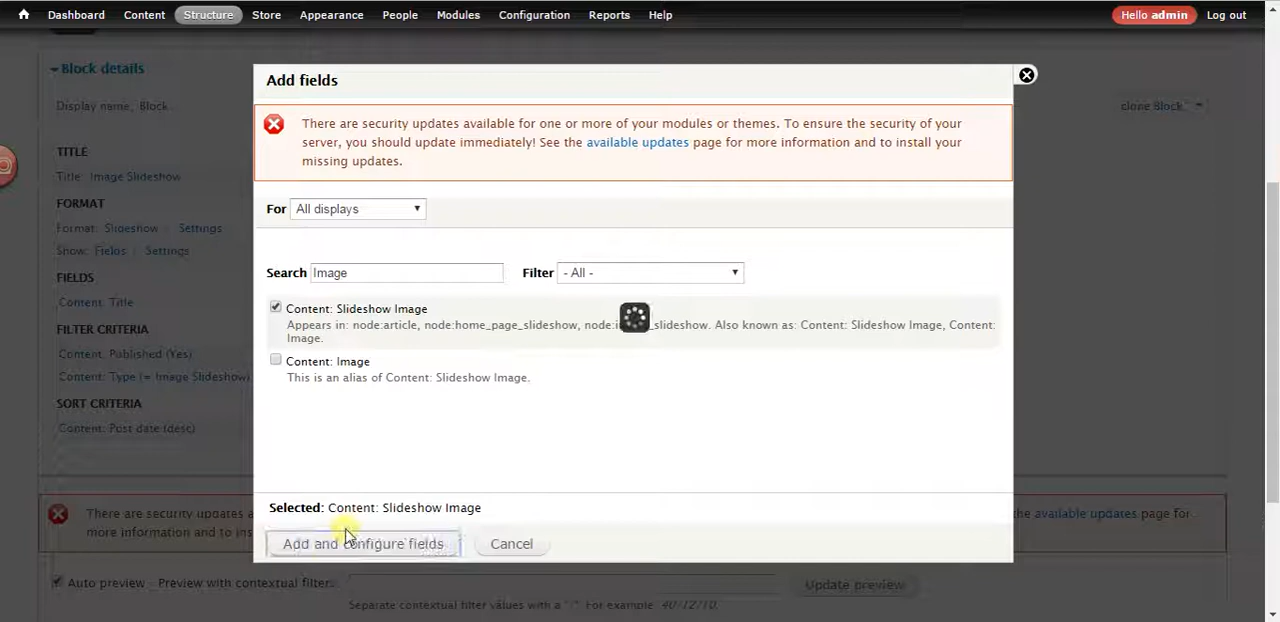 Dashboard Content Structure Store Appearance People Modules Configuration Reports Help Hello admin Log out
Block details
Add fields
Display name: Block
clone Block
There are security updates available for one or more of your modules or themes. To ensure the security of your
server, you should update immediately! See the available updates page for more information and to install your
missing updates.
TITLE
Title: Image Slideshow
FORMAT
Format: Slideshow Settings
Show: Fields Settings
For All displays
FIELDS
Content: Title
Search Image Filter - All -
FILTER CRITERIA
Content: Published (Yes)
Content: Type (= Image Slideshow)
SORT CRITERIA
Content: Post date (desc)
Content: Slideshow Image
Appears in: node:article, node:home_page_slideshow, slideshow. Also known as: Content: Slideshow Image, Content:
Image.
Content: Image
This is an alias of Content: Slideshow Image.
Selected: Content: Slideshow Image
Add and configure fields Cancel
There are security updates a
more information and to ins
available updates page for
Auto preview Preview with contextual filters: Update preview
Separate contextual filter values with a "/". For example, 40/12/10.